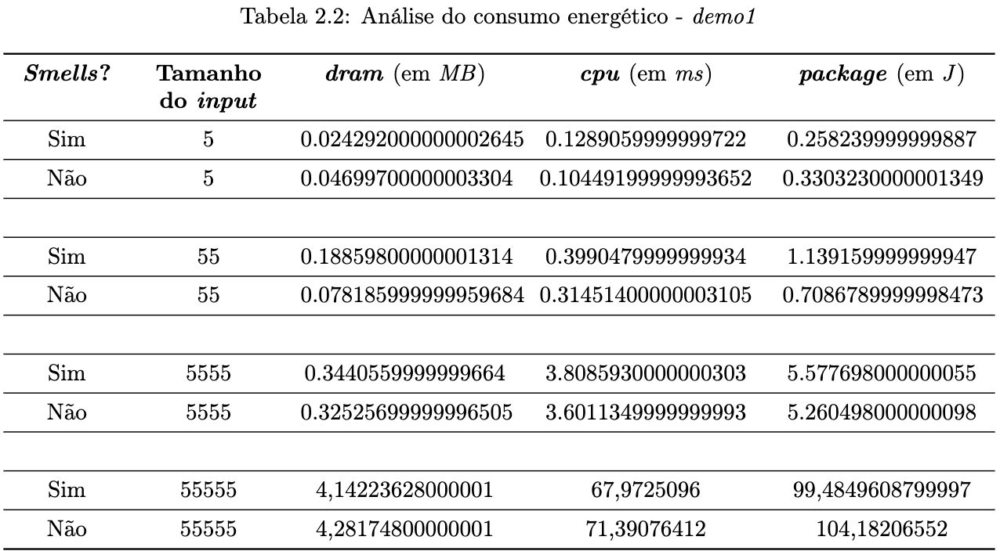 Tabela 2.2: Análise do consumo energético - demo1
Smells? Tamanho do input dram (em MB) cpu (em ms) package (em J)
Sim 5 0.024292000000002645 0.1289059999999722 0.258239999999887
Não 5 0.04699700000003304 0.10449199999993652 0.3303230000001349
Sim 55 0.18859800000001314 0.3990479999999934 1.139159999999947
Não 55 0.078185999999959684 0.31451400000003105 0.7086789999998473
Sim 5555 0.3440559999999664 3.8085930000000303 5.577698000000055
Não 5555 0.32525699999996505 3.6011349999999993 5.260498000000098
Sim 55555 4,14223628000001 67,9725096 99,4849608799997
Não 55555 4,28174800000001 71,39076412 104,18206552